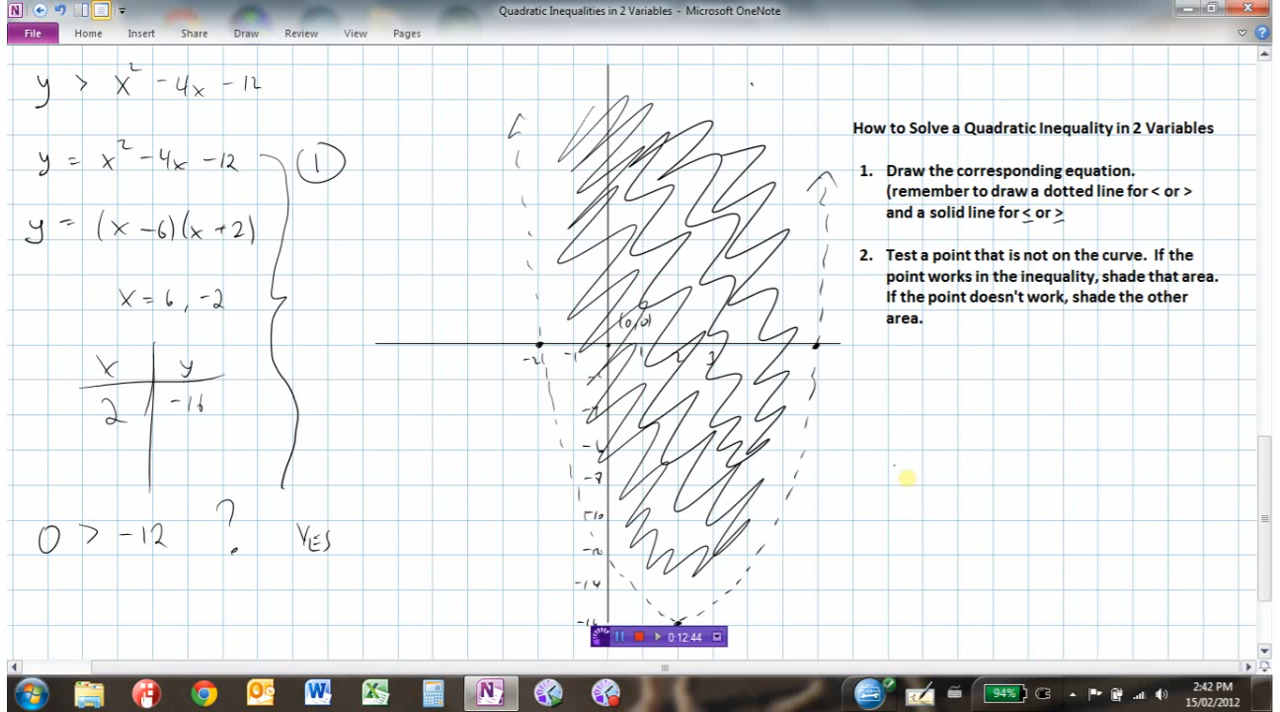 Quadratic Inequalities in 2 Variables - Microsoft OneNote
File Home Insert Share Draw Review View Pages
y > x² - 4x - 12
y = x² - 4x - 12
1
y = (x - 6)(x + 2)
x = 6, -2
x y
2 -16
0 > -12 ? YES
(0,0)
-2 -1 1 2 3
-8
-10
-14
-16
How to Solve a Quadratic Inequality in 2 Variables
1. Draw the corresponding equation.
(remember to draw a dotted line for < or >
and a solid line for ≤ or ≥
2. Test a point that is not on the curve. If the
point works in the inequality, shade that area.
If the point doesn't work, shade the other
area.
0:12:44
94%
2:42 PM
15/02/2012